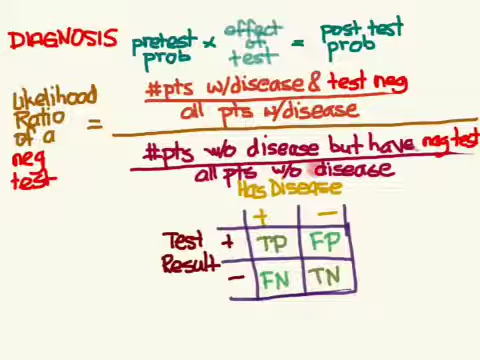 DIAGNOSIS
pretest prob x effect of test = post test prob
Likelihood Ratio of a neg test =
#pts w/disease & test neg
all pts w/disease
#pts w/o disease but have neg test
all pts w/o disease
Has Disease
+ −
Test Result
+ TP FP
− FN TN